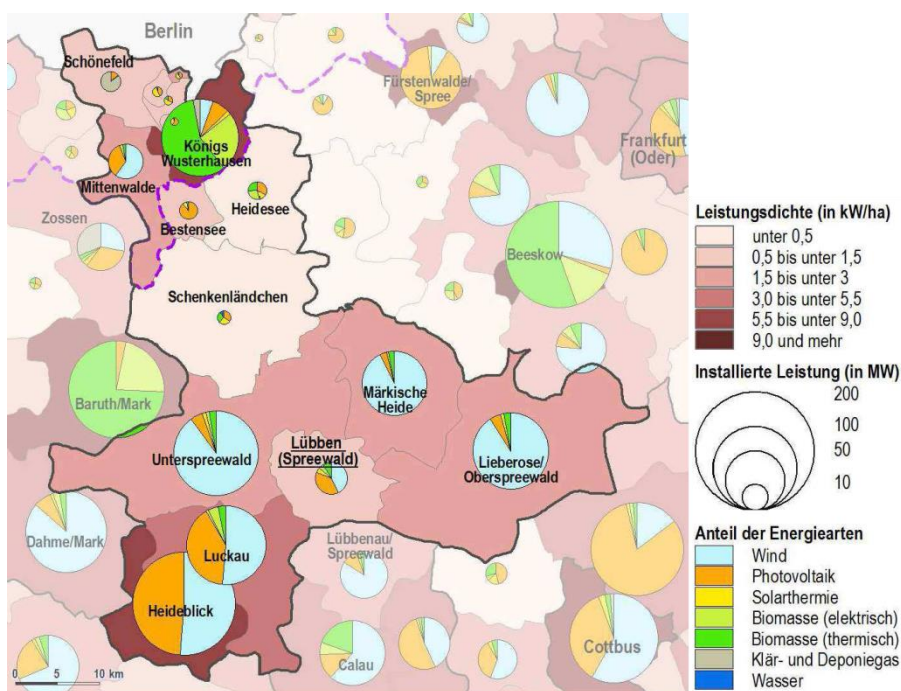 Berlin
Schönefeld
Fürstenwalde/
Spree
Frankfurt
(Oder)
Königs
Wusterhausen
Mittenwalde
Heidesee
Bestensee
Zossen
Beeskow
Schenkenländchen
Märkische
Heide
Baruth/Mark
Unterspreewald
Lübben
(Spreewald)
Lieberose/
Oberspreewald
Dahme/Mark
Luckau
Lübbenau/
Spreewald
Heideblick
Calau
Cottbus
0 5 10 km
Leistungsdichte (in kW/ha)
unter 0,5
0,5 bis unter 1,5
1,5 bis unter 3
3,0 bis unter 5,5
5,5 bis unter 9,0
9,0 und mehr
Installierte Leistung (in MW)
200
100
50
10
Anteil der Energiearten
Wind
Photovoltaik
Solarthermie
Biomasse (elektrisch)
Biomasse (thermisch)
Klär- und Deponiegas
Wasser